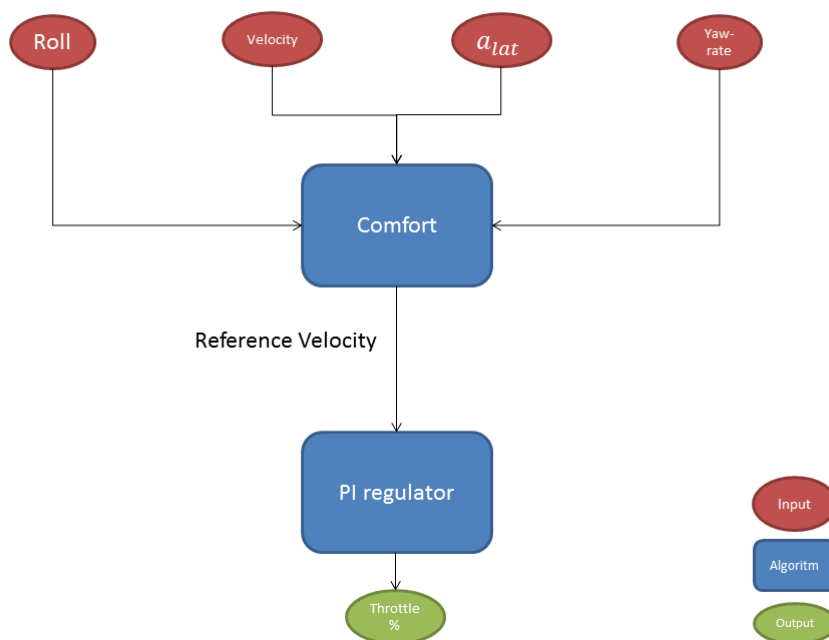 Roll
Velocity
a_lat
Yaw-
rate
Comfort
Reference Velocity
PI regulator
Throttle
%
Input
Algoritm
Output